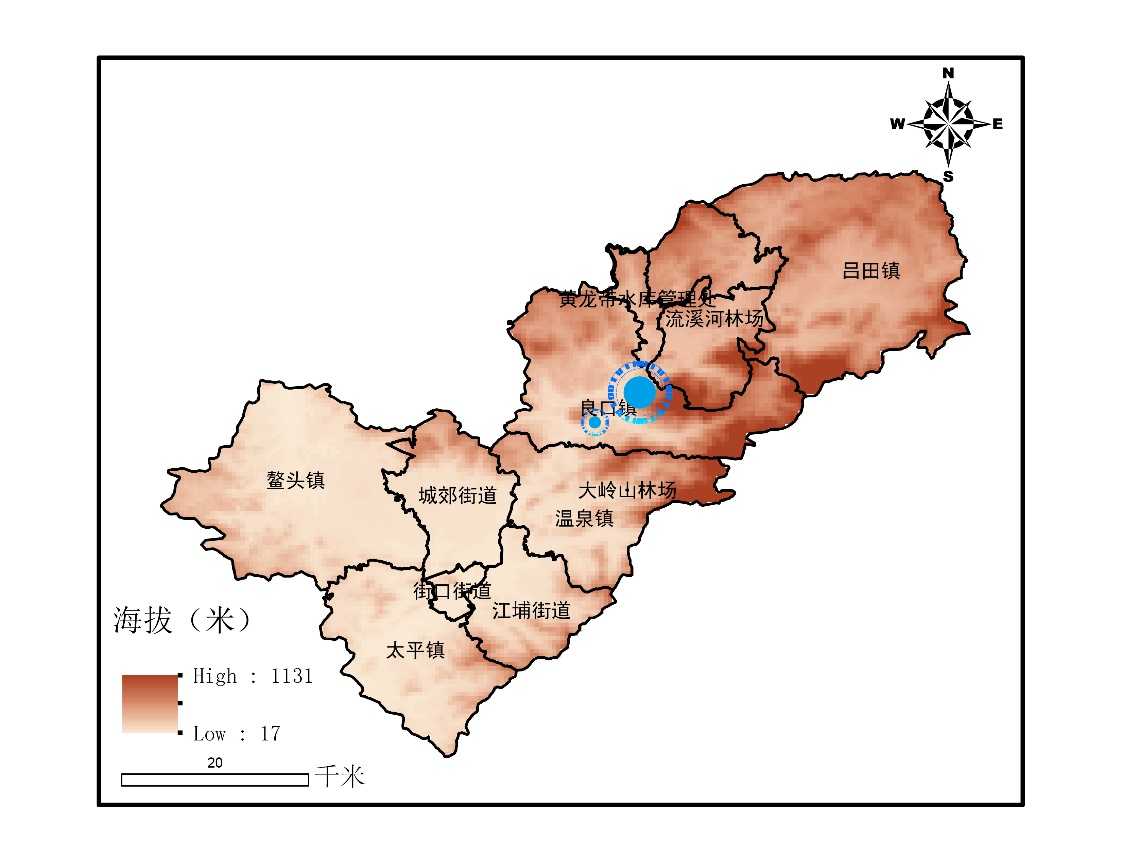 N
W E
S
吕田镇
黄龙带水库管理处
流溪河林场
良口镇
鳌头镇
城郊街道
大岭山林场
温泉镇
街口街道
江埔街道
太平镇
海拔（米）
High : 1131
Low : 17
20
千米